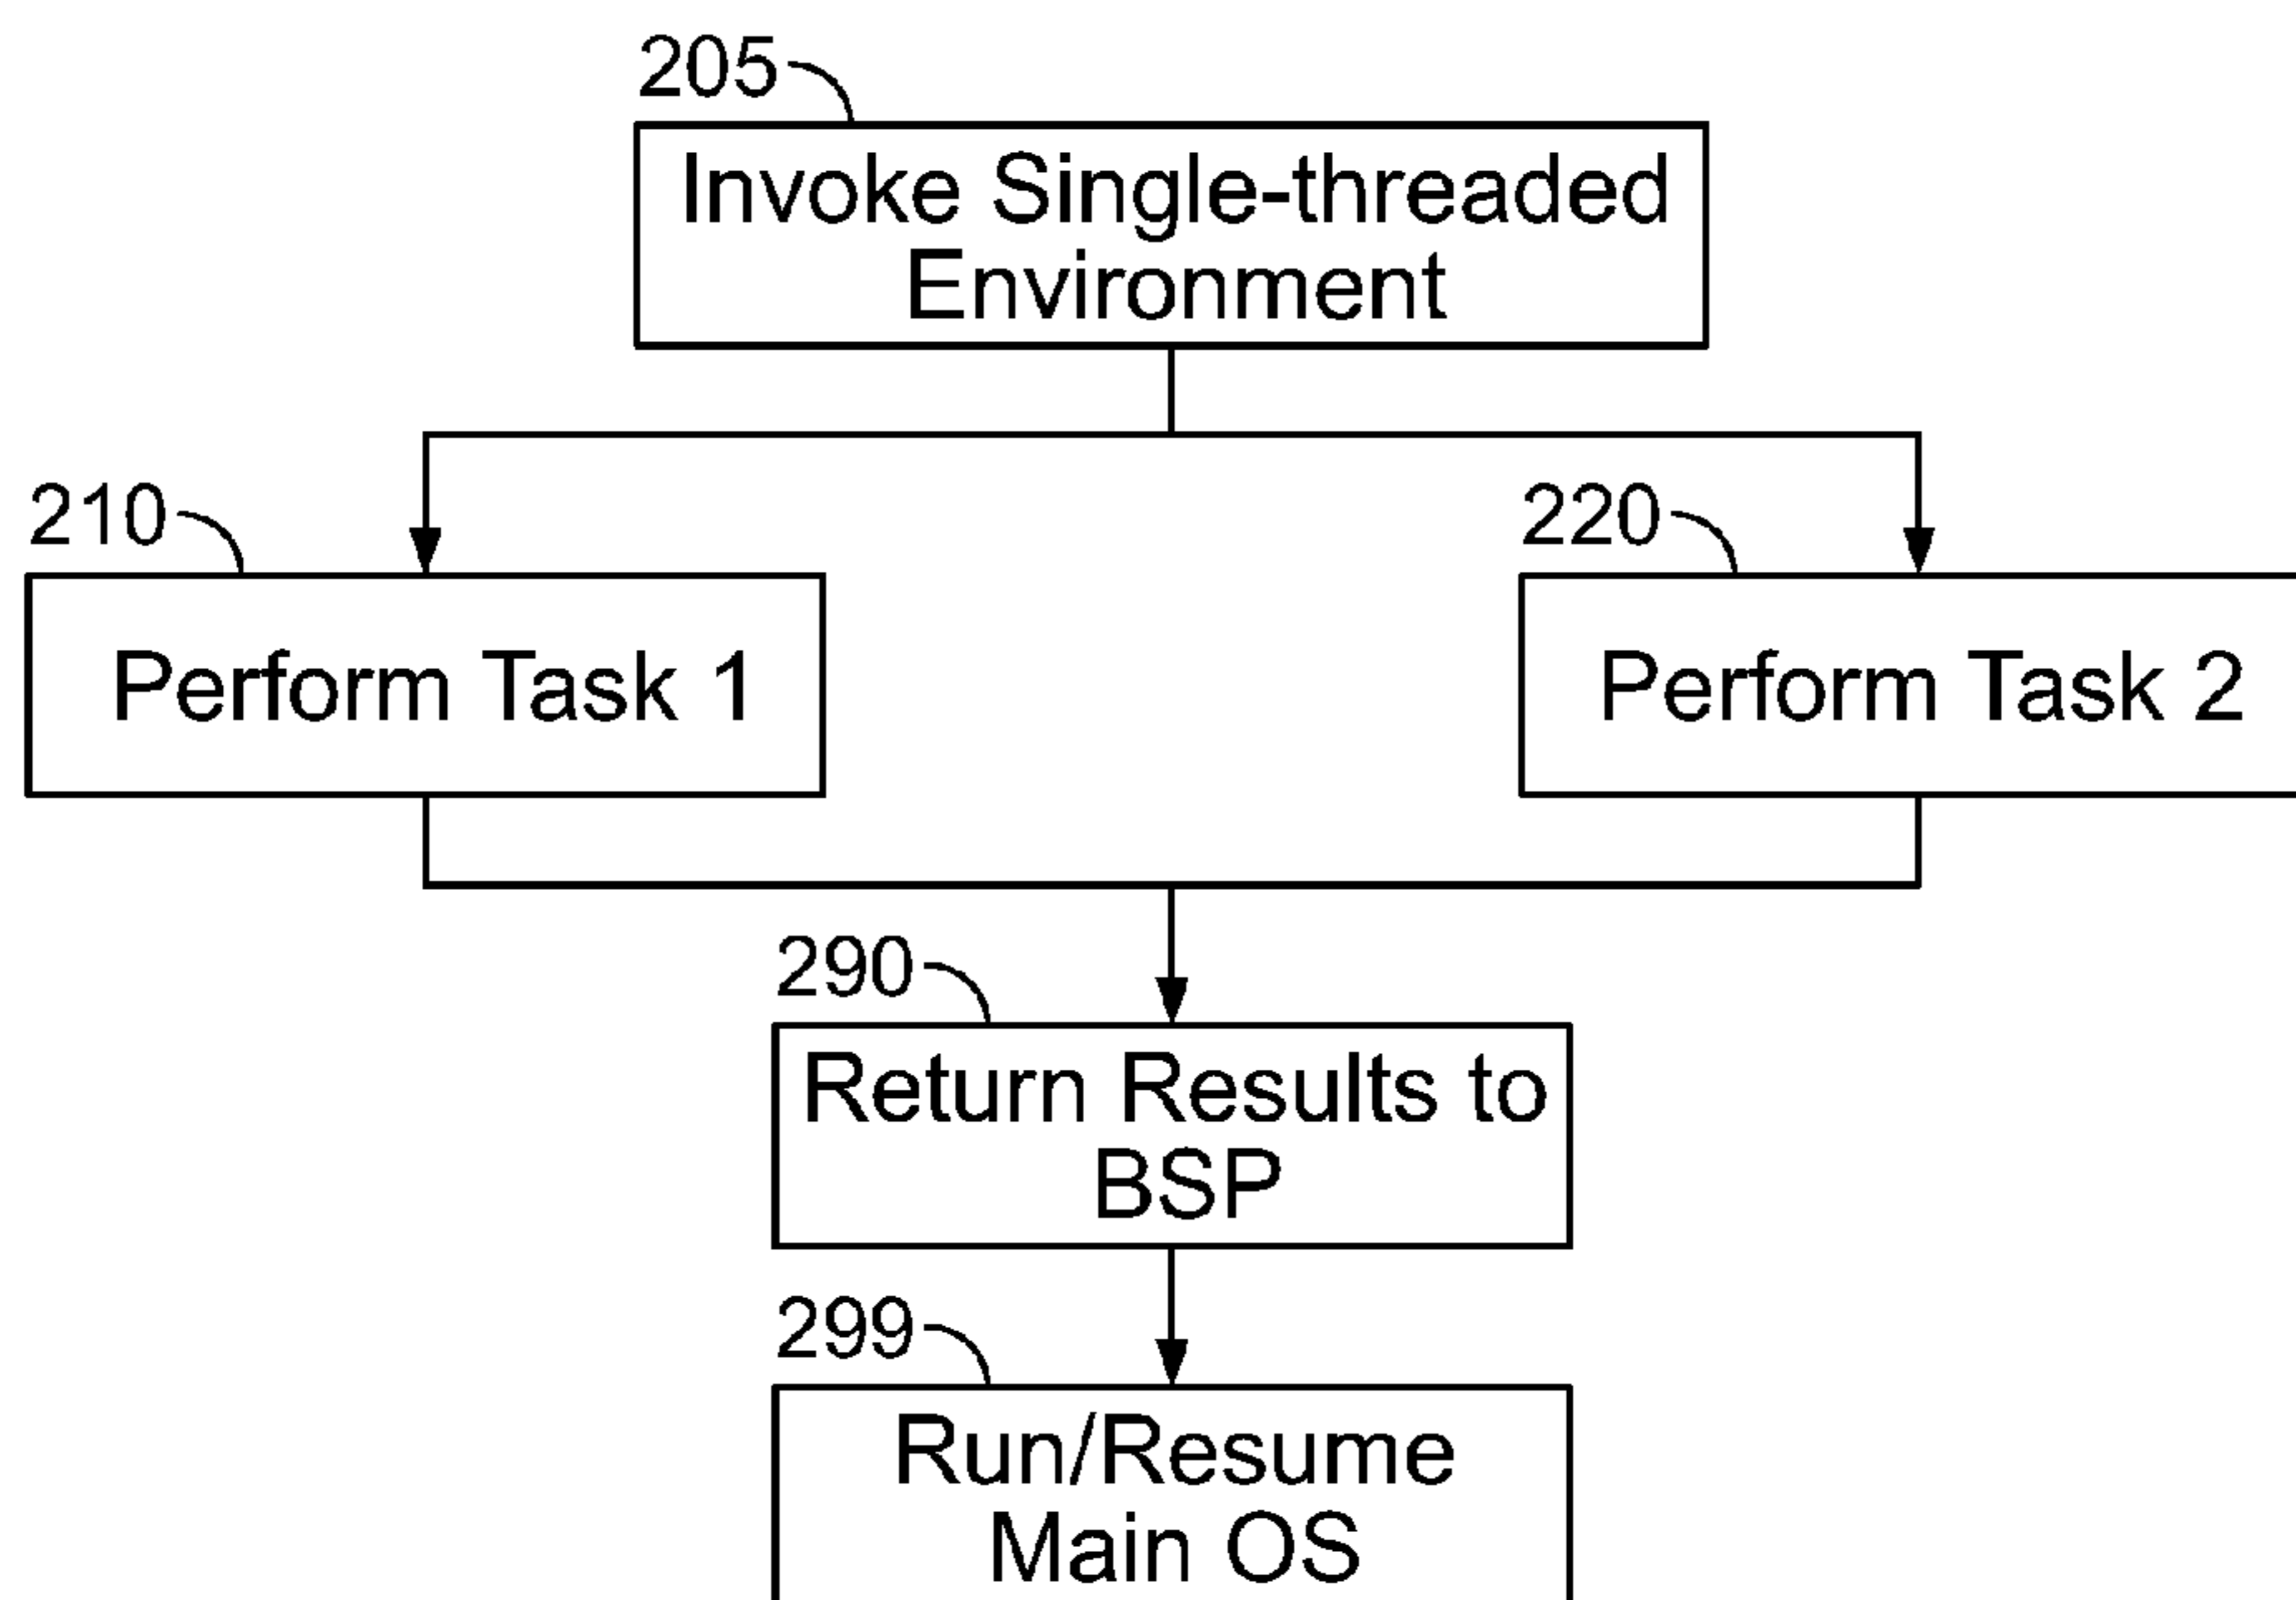 205
Invoke Single-threaded
Environment
210
220
Perform Task 1
Perform Task 2
290
Return Results to
BSP
299
Run/Resume
Main OS